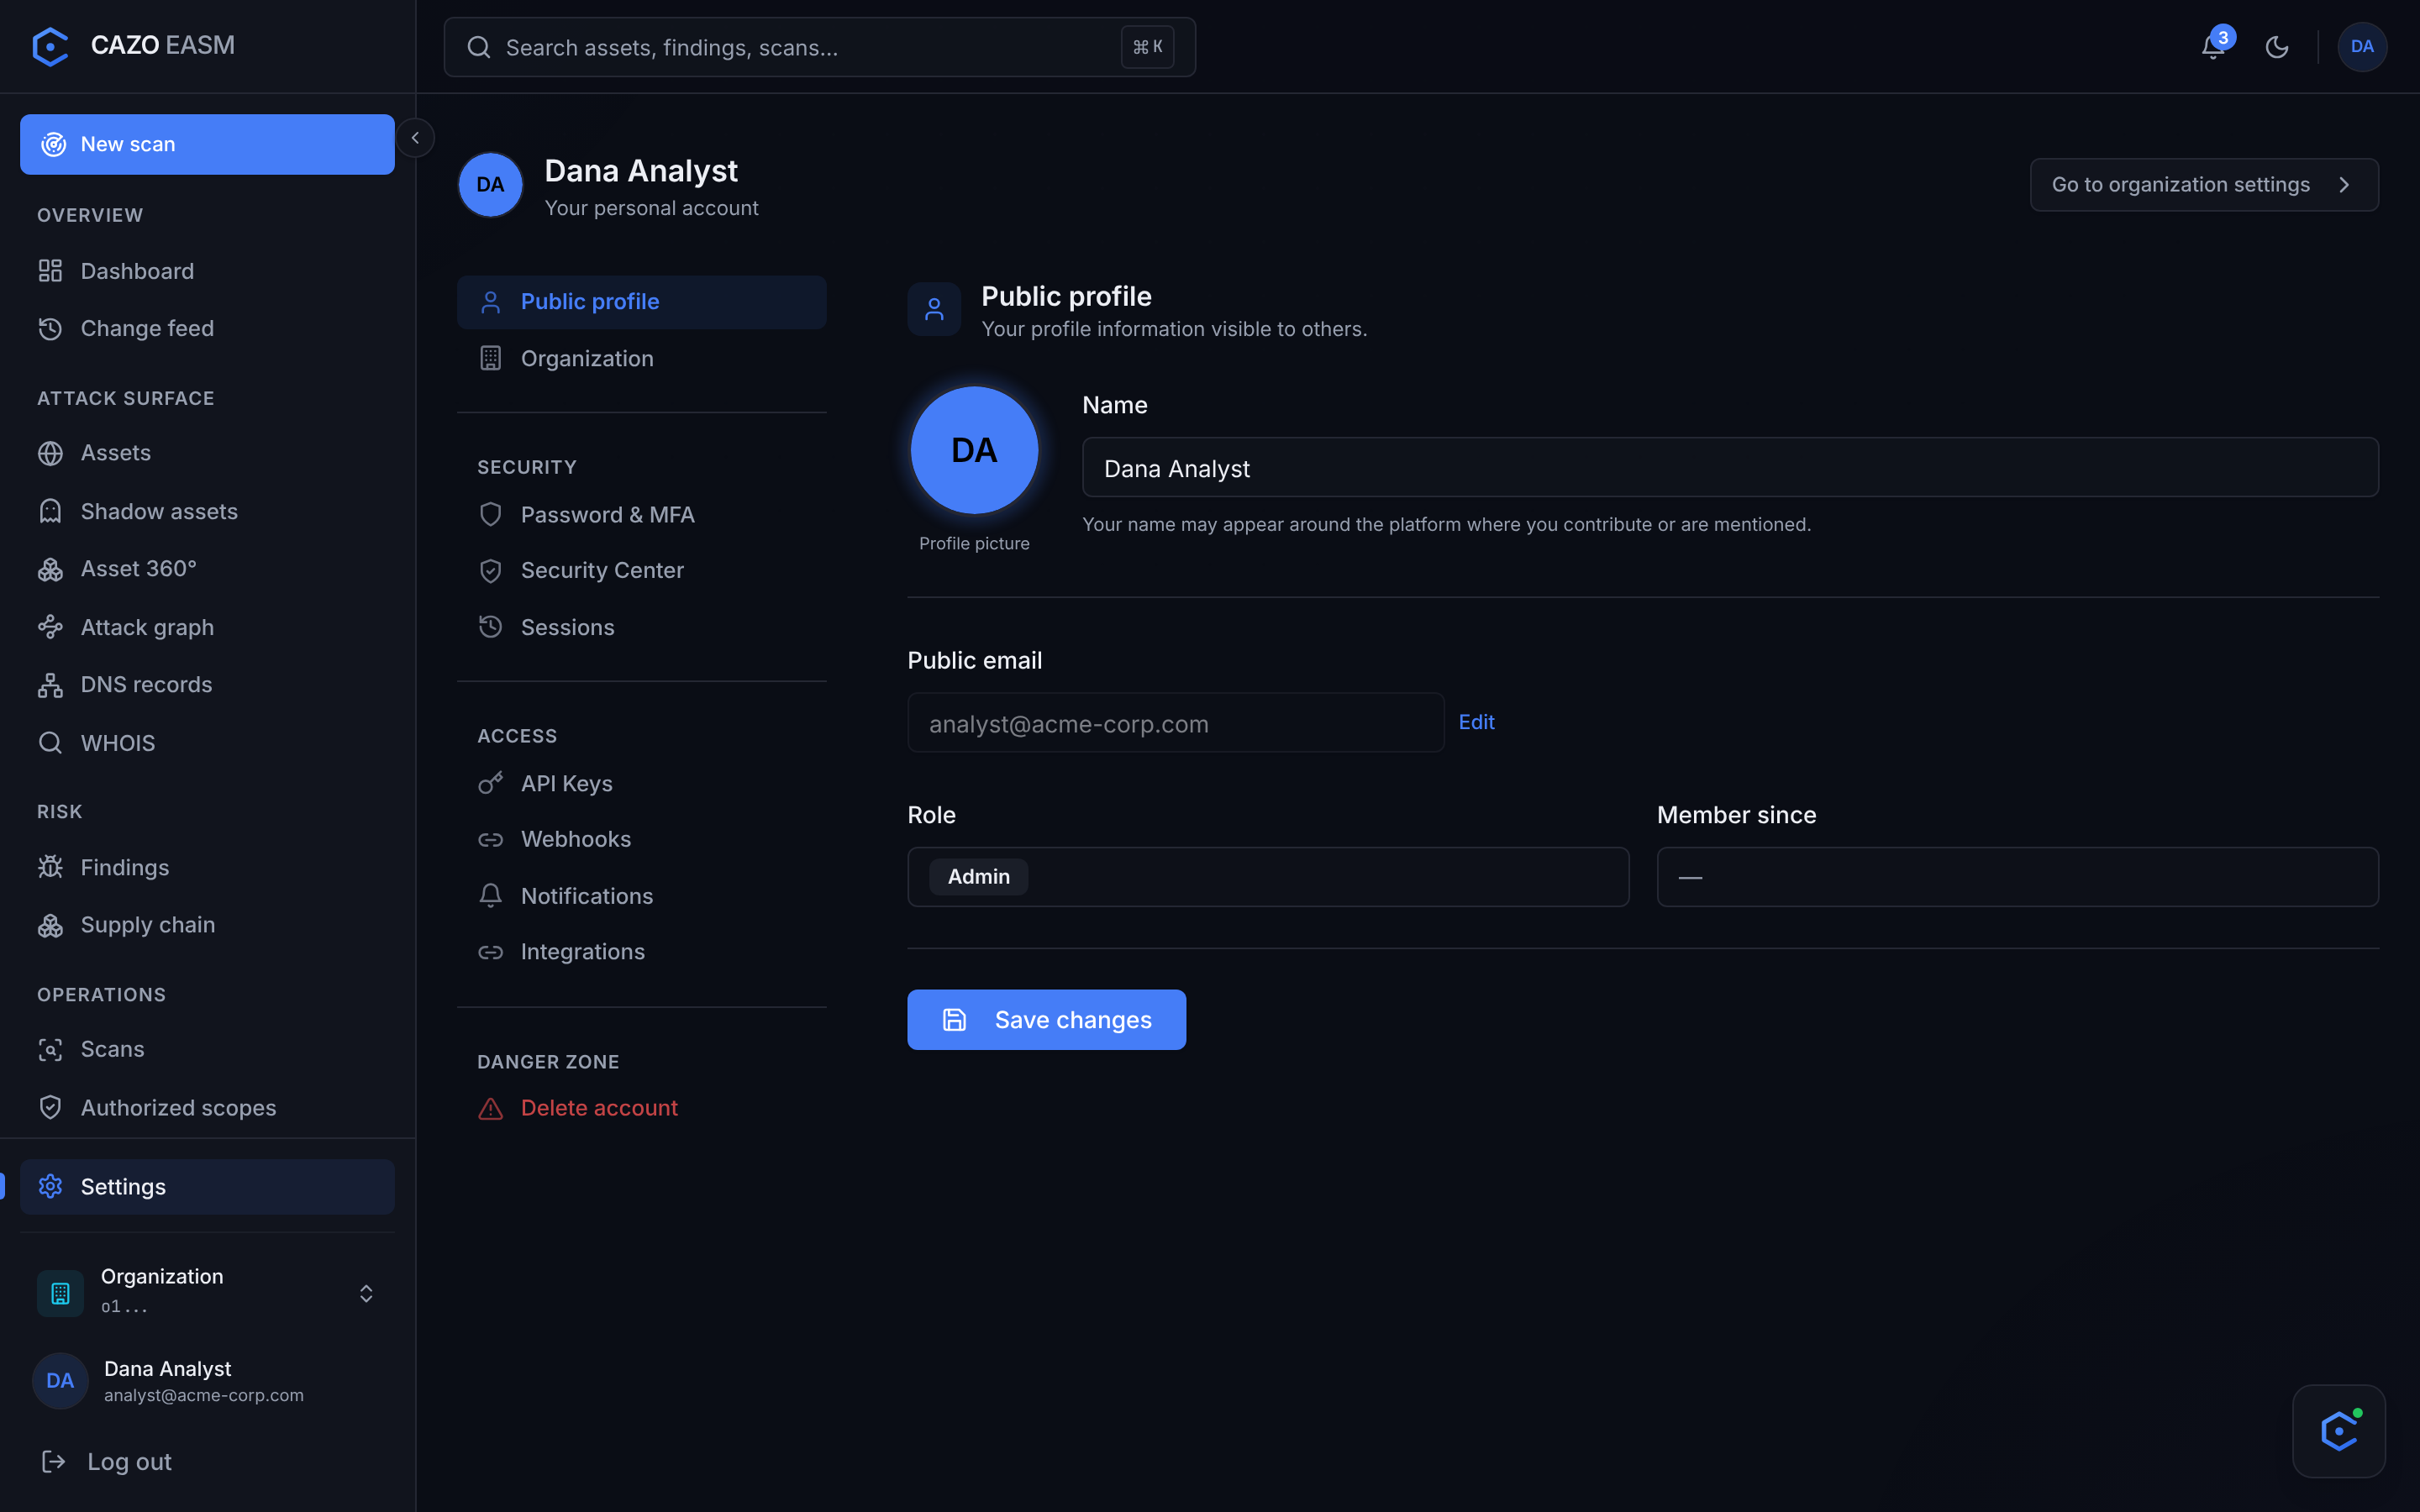 CAZO EASM
Search assets, findings, scans...
⌘ K
3
DA
New scan
OVERVIEW
Dashboard
Change feed
ATTACK SURFACE
Assets
Shadow assets
Asset 360°
Attack graph
DNS records
WHOIS
RISK
Findings
Supply chain
OPERATIONS
Scans
Authorized scopes
Settings
Organization
o1...
DA
Dana Analyst
analyst@acme-corp.com
Log out
DA
Dana Analyst
Your personal account
Go to organization settings
Public profile
Organization
SECURITY
Password & MFA
Security Center
Sessions
ACCESS
API Keys
Webhooks
Notifications
Integrations
DANGER ZONE
Delete account
Public profile
Your profile information visible to others.
DA
Profile picture
Name
Dana Analyst
Your name may appear around the platform where you contribute or are mentioned.
Public email
analyst@acme-corp.com
Edit
Role
Admin
Member since
—
Save changes